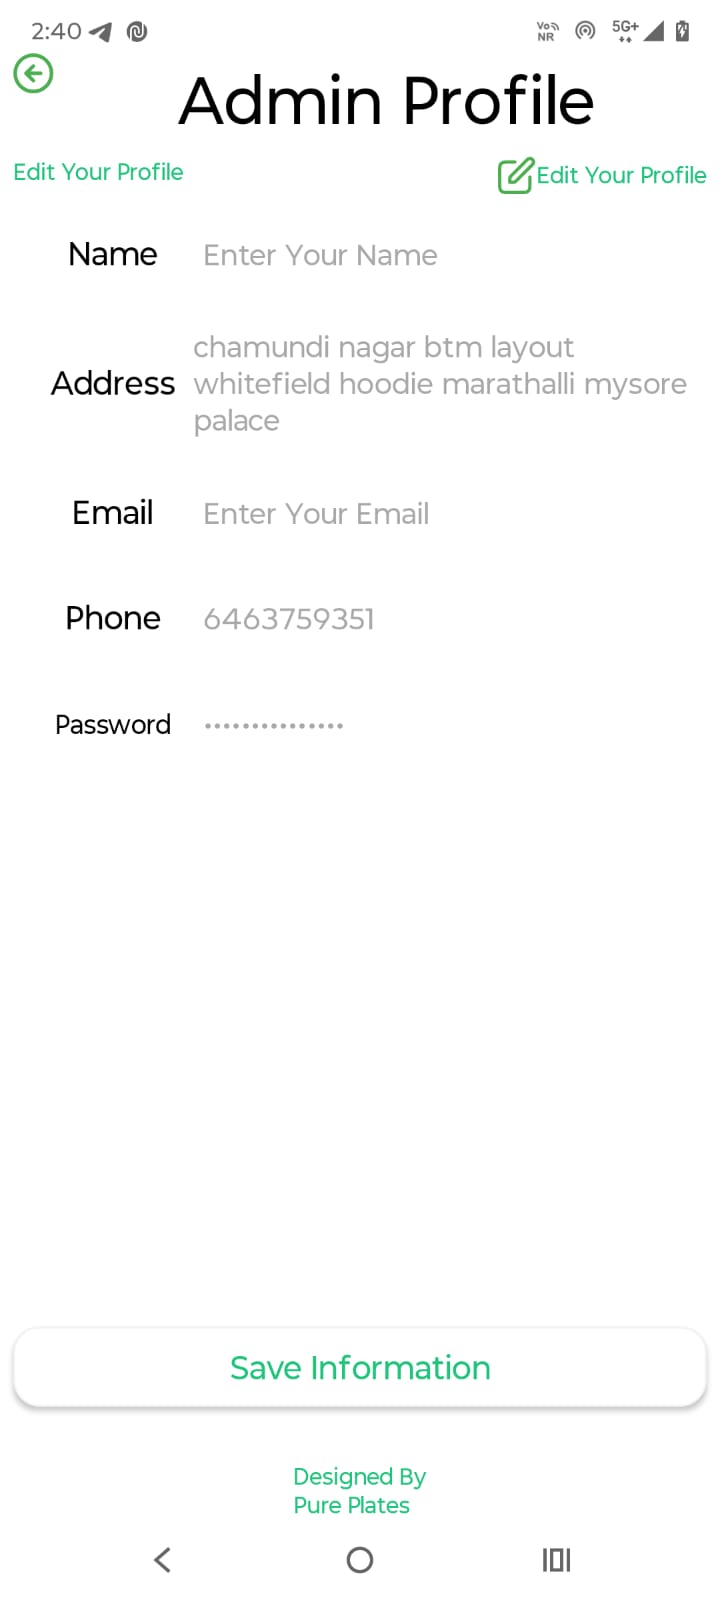 2:40
Vo
NR
5G+
Admin Profile
Edit Your Profile
Edit Your Profile
Name
Enter Your Name
Address
chamundi nagar btm layout
whitefield hoodie marathalli mysore
palace
Email
Enter Your Email
Phone
6463759351
Password
•••••••••••••••
Save Information
Designed By
Pure Plates